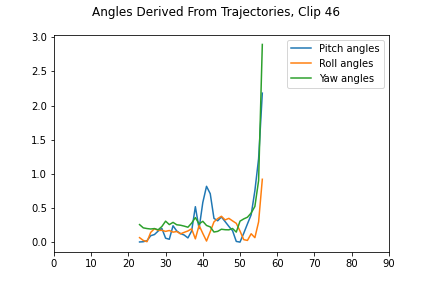 Angles Derived From Trajectories, Clip 46
Pitch angles
Roll angles
Yaw angles
3.0
2.5
2.0
1.5
1.0
0.5
0.0
0 10 20 30 40 50 60 70 80 90